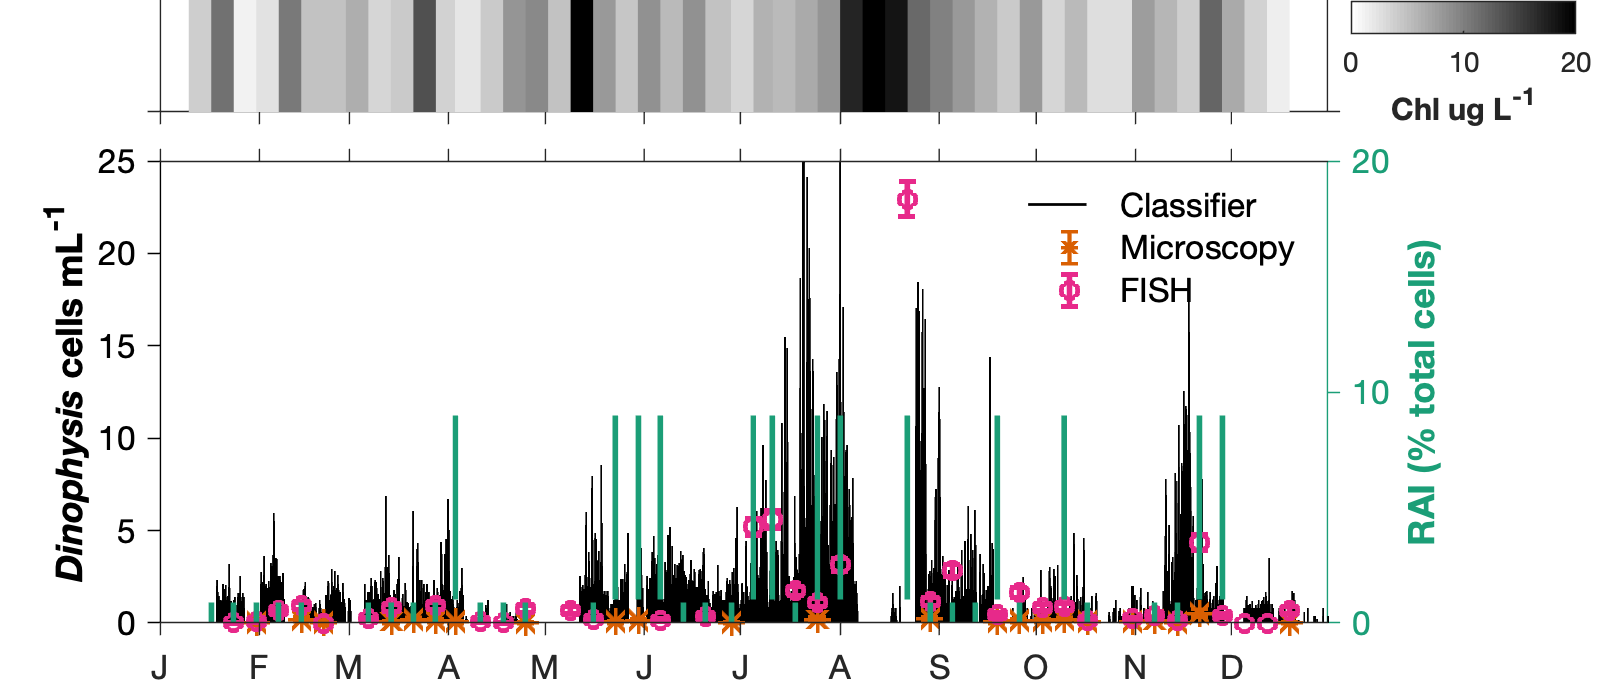 0 10 20
Chl ug L-1
25
20
15
10
5
0
Dinophysis cells mL-1
Classifier
Microscopy
FISH
20
10
0
RAI (% total cells)
J F M A M J J A S O N D